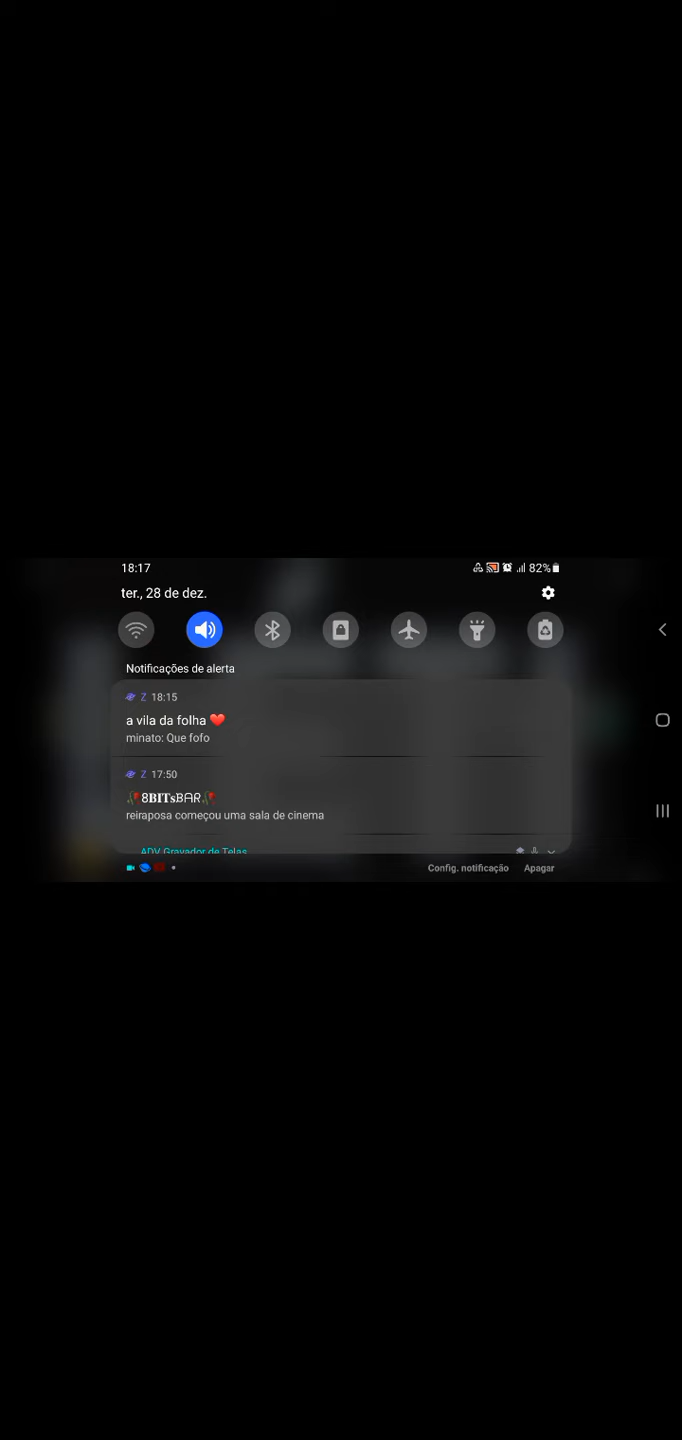 18:17
82%
ter., 28 de dez.
Notificações de alerta
Z 18:15
a vila da folha ❤️
minato: Que fofo
Z 17:50
🥀8𝐁𝐈𝐓𝐬BAR🥀
reiraposa começou uma sala de cinema
ADV Gravador de Telas
Config. notificação Apagar